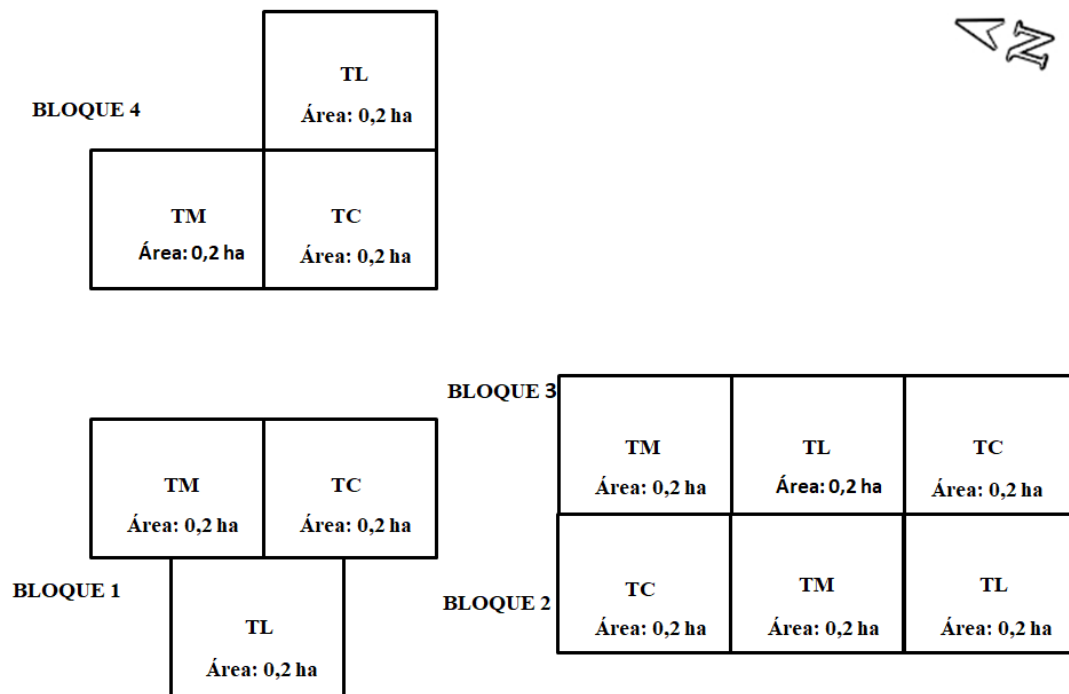 N
TL
Área: 0,2 ha
BLOQUE 4
TM
Área: 0,2 ha
TC
Área: 0,2 ha
BLOQUE 1
TM
Área: 0,2 ha
TC
Área: 0,2 ha
TL
Área: 0,2 ha
BLOQUE 3
TM
Área: 0,2 ha
TL
Área: 0,2 ha
TC
Área: 0,2 ha
BLOQUE 2
TC
Área: 0,2 ha
TM
Área: 0,2 ha
TL
Área: 0,2 ha